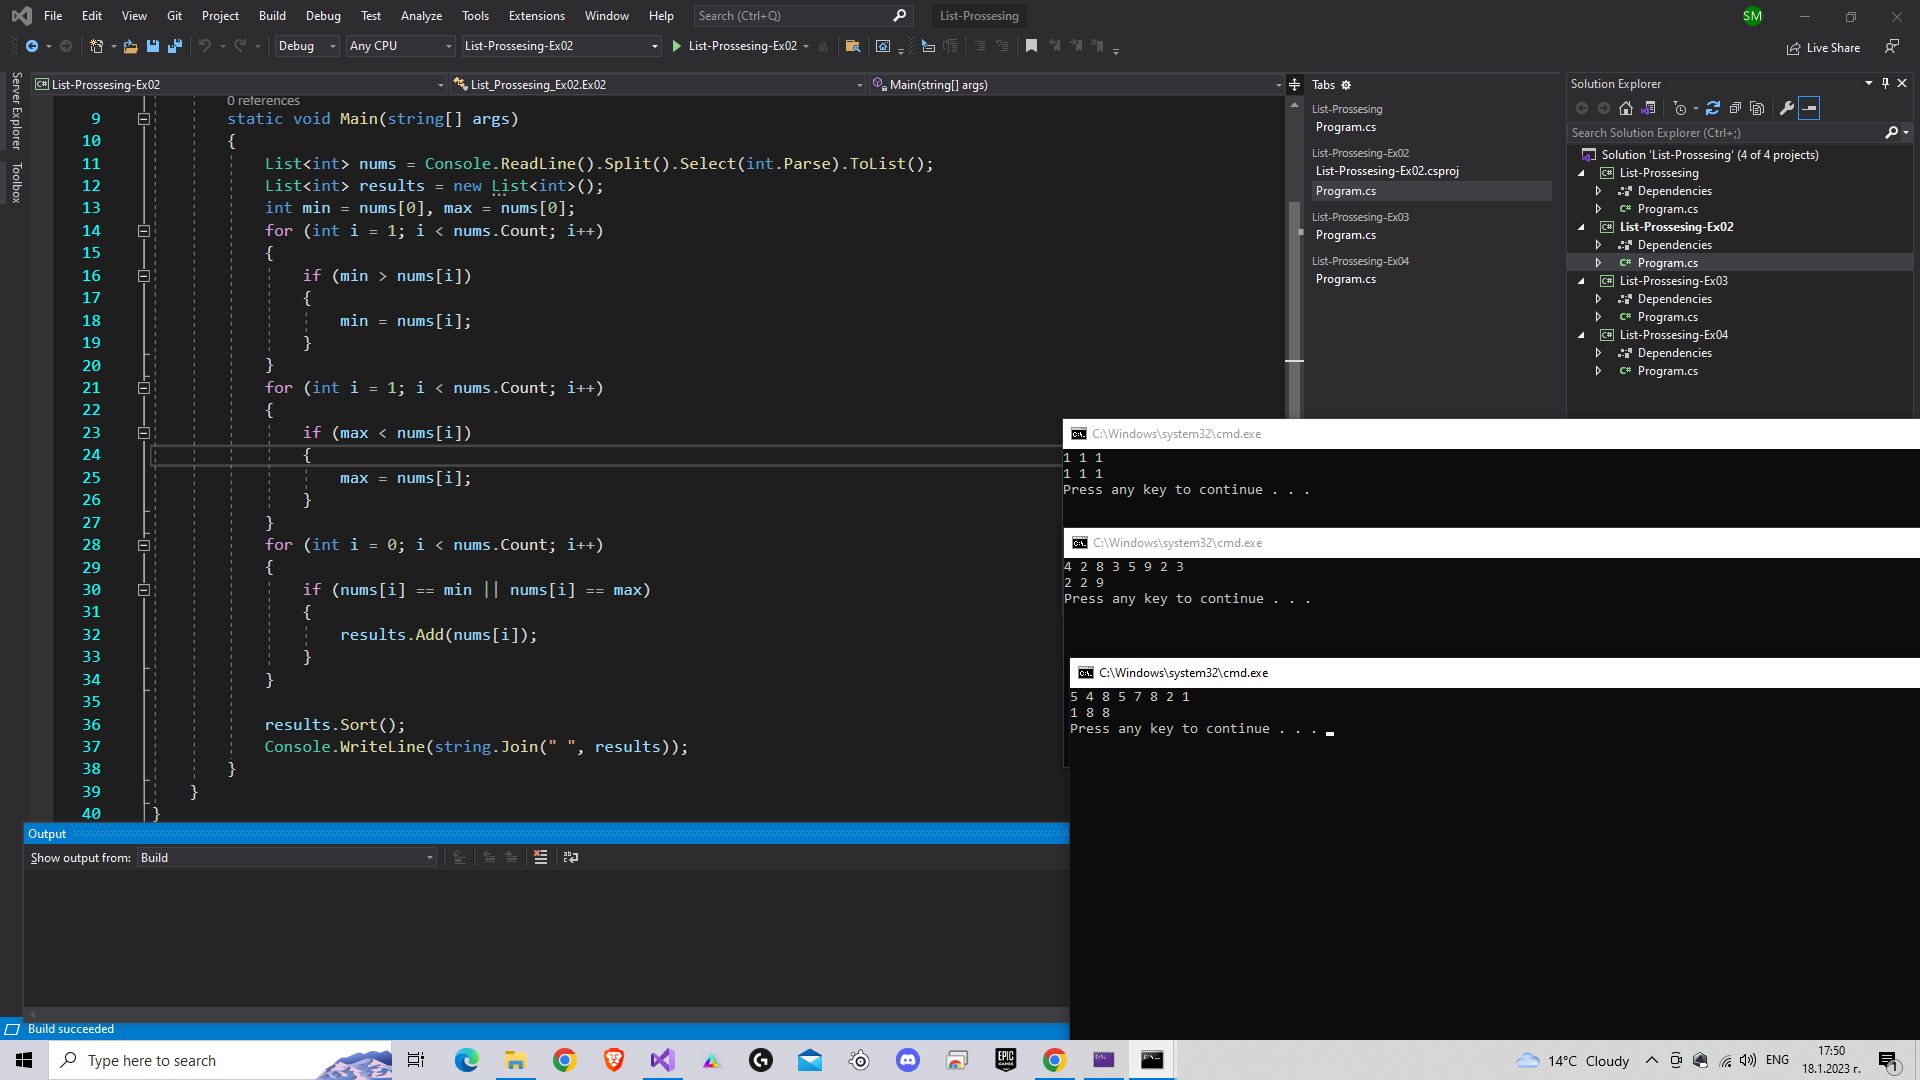 File Edit View Git Project Build Debug Test Analyze Tools Extensions Window Help Search (Ctrl+Q) List-Prossesing SM
Debug Any CPU List-Prossesing-Ex02 List-Prossesing-Ex02 Live Share
Server Explorer
Toolbox
C# List-Prossesing-Ex02 List_Prossesing_Ex02.Ex02 Main(string[] args)
0 references
9 static void Main(string[] args)
10 {
11 List<int> nums = Console.ReadLine().Split().Select(int.Parse).ToList();
12 List<int> results = new List<int>();
13 int min = nums[0], max = nums[0];
14 for (int i = 1; i < nums.Count; i++)
15 {
16 if (min > nums[i])
17 {
18 min = nums[i];
19 }
20 }
21 for (int i = 1; i < nums.Count; i++)
22 {
23 if (max < nums[i])
24 {
25 max = nums[i];
26 }
27 }
28 for (int i = 0; i < nums.Count; i++)
29 {
30 if (nums[i] == min || nums[i] == max)
31 {
32 results.Add(nums[i]);
33 }
34 }
35
36 results.Sort();
37 Console.WriteLine(string.Join(" ", results));
38 }
39 }
40 }
Tabs
List-Prossesing
Program.cs
List-Prossesing-Ex02
List-Prossesing-Ex02.csproj
Program.cs
List-Prossesing-Ex03
Program.cs
List-Prossesing-Ex04
Program.cs
Solution Explorer
Search Solution Explorer (Ctrl+;)
Solution 'List-Prossesing' (4 of 4 projects)
C# List-Prossesing
Dependencies
C# Program.cs
C# List-Prossesing-Ex02
Dependencies
C# Program.cs
C# List-Prossesing-Ex03
Dependencies
C# Program.cs
C# List-Prossesing-Ex04
Dependencies
C# Program.cs
C:\Windows\system32\cmd.exe
1 1 1
1 1 1
Press any key to continue . . .
C:\Windows\system32\cmd.exe
4 2 8 3 5 9 2 3
2 2 9
Press any key to continue . . .
C:\Windows\system32\cmd.exe
5 4 8 5 7 8 2 1
1 8 8
Press any key to continue . . .
Output
Show output from: Build
Build succeeded
Type here to search
EPIC GAMES
14°C Cloudy ENG
17:50
18.1.2023 г.
1